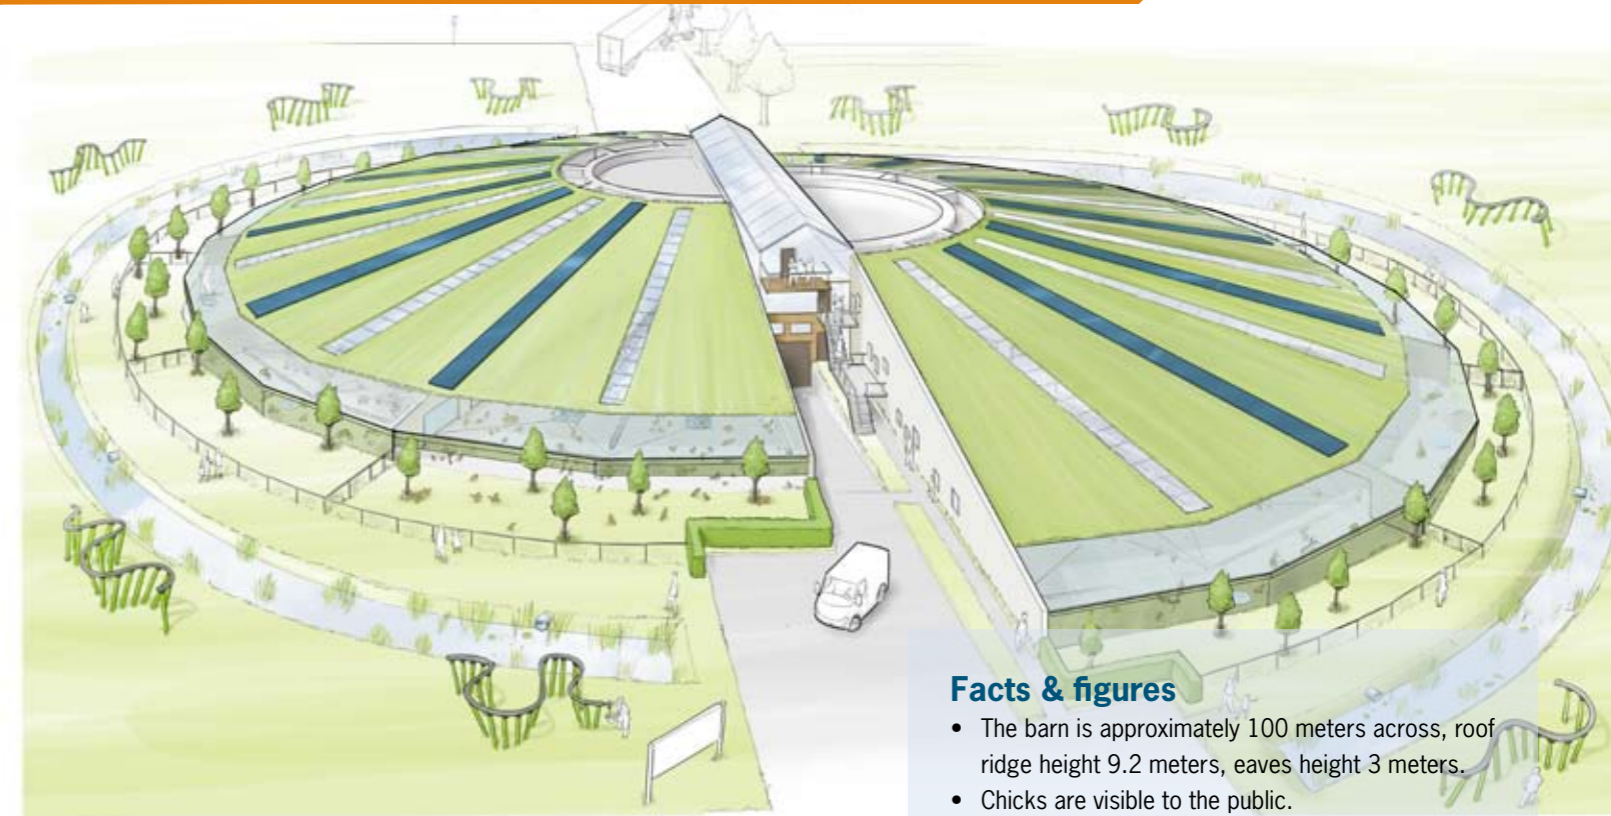 Facts & figures
• The barn is approximately 100 meters across, roof
ridge height 9.2 meters, eaves height 3 meters.
• Chicks are visible to the public.